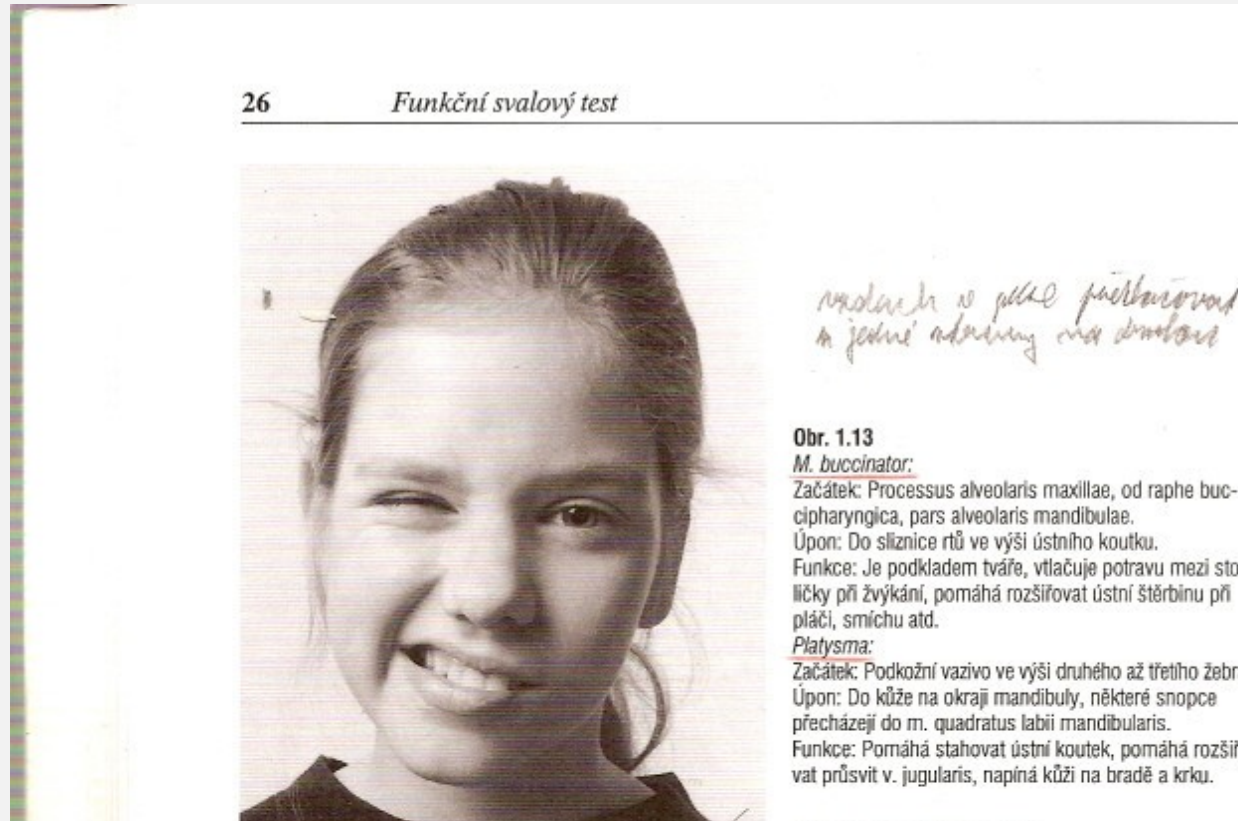 26 Funkční svalový test
z jedné strany na druhou
Obr. 1.13
M. buccinator:
Začátek: Processus alveolaris maxillae, od raphe buc-
cipharyngica, pars alveolaris mandibulae.
Úpon: Do sliznice rtů ve výši ústního koutku.
Funkce: Je podkladem tváře, vtlačuje potravu mezi sto
ličky při žvýkání, pomáhá rozšiřovat ústní štěrbinu při
pláči, smíchu atd.
Platysma:
Začátek: Podkožní vazivo ve výši druhého až třetího žebr
Úpon: Do kůže na okraji mandibuly, některé snopce
přecházejí do m. quadratus labii mandibularis.
Funkce: Pomáhá stahovat ústní koutek, pomáhá rozšiř
vat průsvit v. jugularis, napíná kůži na bradě a krku.